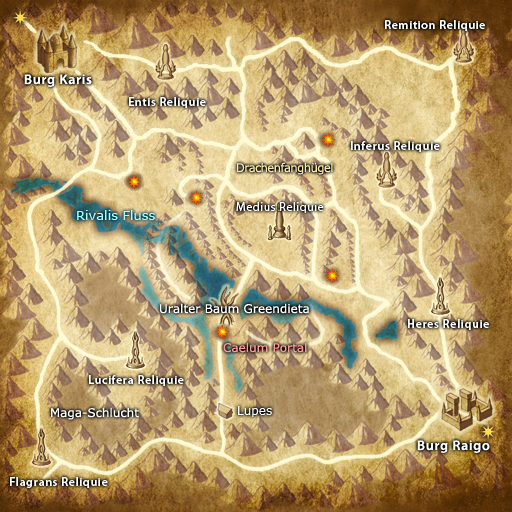 Remition Reliquie
Burg Karis
Entis Reliquie
Inferus Reliquie
Drachenfanghügel
Medius Reliquie
Rivalis Fluss
Uralter Baum Greendieta
Heres Reliquie
Caelum Portal
Lucifera Reliquie
Maga-Schlucht
Lupes
Burg Raigo
Flagrans Reliquie